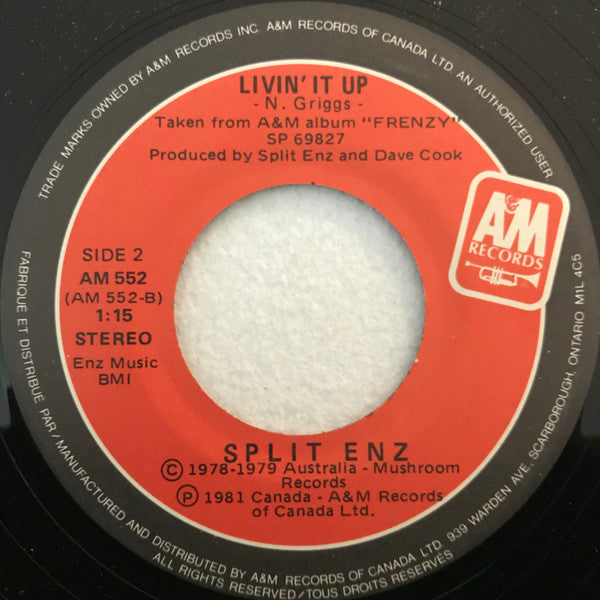 TRADE MARKS OWNED BY A&M RECORDS INC. A&M RECORDS OF CANADA LTD. AN AUTHORIZED USER
LIVIN' IT UP
- N. Griggs -
Taken from A&M album "FRENZY"
SP 69827
Produced by Split Enz and Dave Cook
A&M
RECORDS
SIDE 2
AM 552
(AM 552-B)
1:15
STEREO
Enz Music
BMI
SPLIT ENZ
© 1978-1979 Australia - Mushroom
Records
℗ 1981 Canada - A&M Records
of Canada Ltd.
FABRIQUÉ ET DISTRIBUÉ PAR/MANUFACTURED AND DISTRIBUTED BY A&M RECORDS OF CANADA LTD. 939 WARDEN AVE., SCARBOROUGH, ONTARIO M1L 4C5
ALL RIGHTS RESERVED/TOUS DROITS RESERVÉS